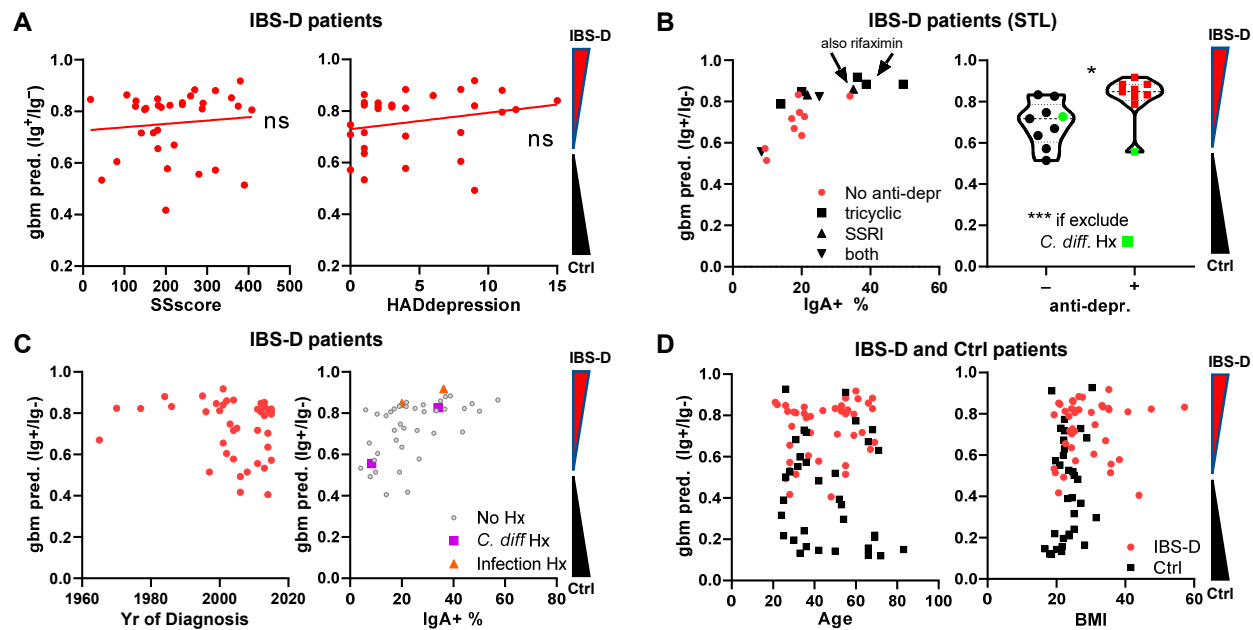 A
IBS-D patients
IBS-D
gbm pred. (Ig+/Ig–)
1.0
0.8
0.6
0.4
0.2
0
100
200
300
400
500
SSscore
ns
1.0
0.8
0.6
0.4
0.2
0
5
10
15
HADdepression
ns
Ctrl
B
IBS-D patients (STL)
IBS-D
gbm pred. (Ig+/Ig-)
1.0
0.8
0.6
0.4
0.2
0.0
0
20
40
60
IgA+ %
also rifaximin
No anti-depr
tricyclic
SSRI
both
1.0
0.8
0.6
0.4
0.2
0.0
*
*** if exclude
C. diff. Hx
–
+
anti-depr.
Ctrl
C
IBS-D patients
IBS-D
gbm pred. (Ig+/Ig-)
1.0
0.8
0.6
0.4
0.2
0.0
1960
1980
2000
2020
Yr of Diagnosis
1.0
0.8
0.6
0.4
0.2
0.0
0
20
40
60
80
IgA+ %
No Hx
C. diff Hx
Infection Hx
Ctrl
D
IBS-D and Ctrl patients
IBS-D
gbm pred. (Ig+/Ig-)
1.0
0.8
0.6
0.4
0.2
0.0
0
20
40
60
80
100
Age
1.0
0.8
0.6
0.4
0.2
0.0
0
20
40
60
BMI
IBS-D
Ctrl
Ctrl